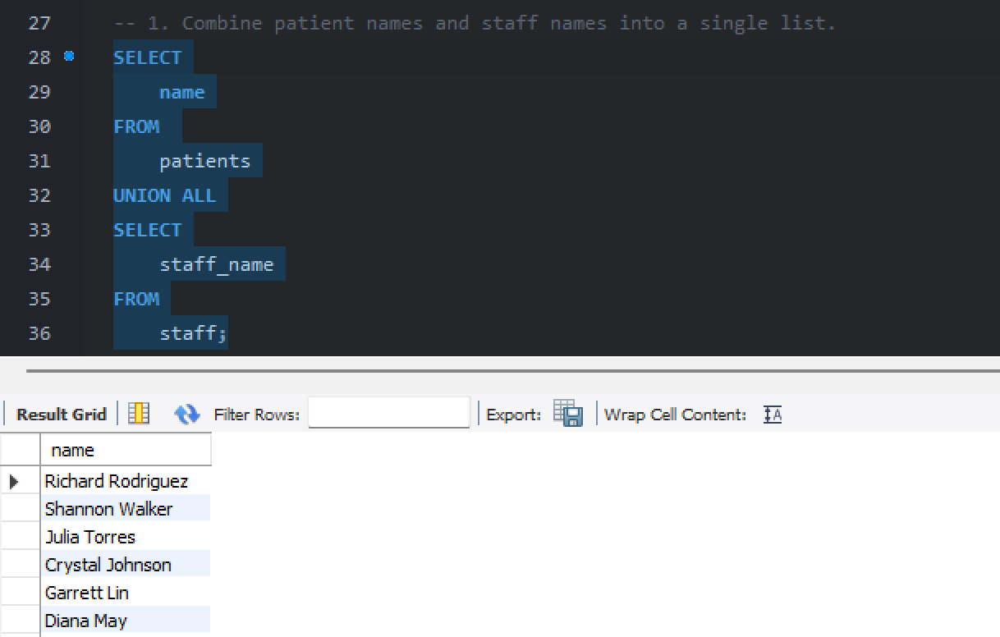 27 -- 1. Combine patient names and staff names into a single list.
28 SELECT
29 name
30 FROM
31 patients
32 UNION ALL
33 SELECT
34 staff_name
35 FROM
36 staff;
Result Grid Filter Rows: Export: Wrap Cell Content: IA
name
Richard Rodriguez
Shannon Walker
Julia Torres
Crystal Johnson
Garrett Lin
Diana May